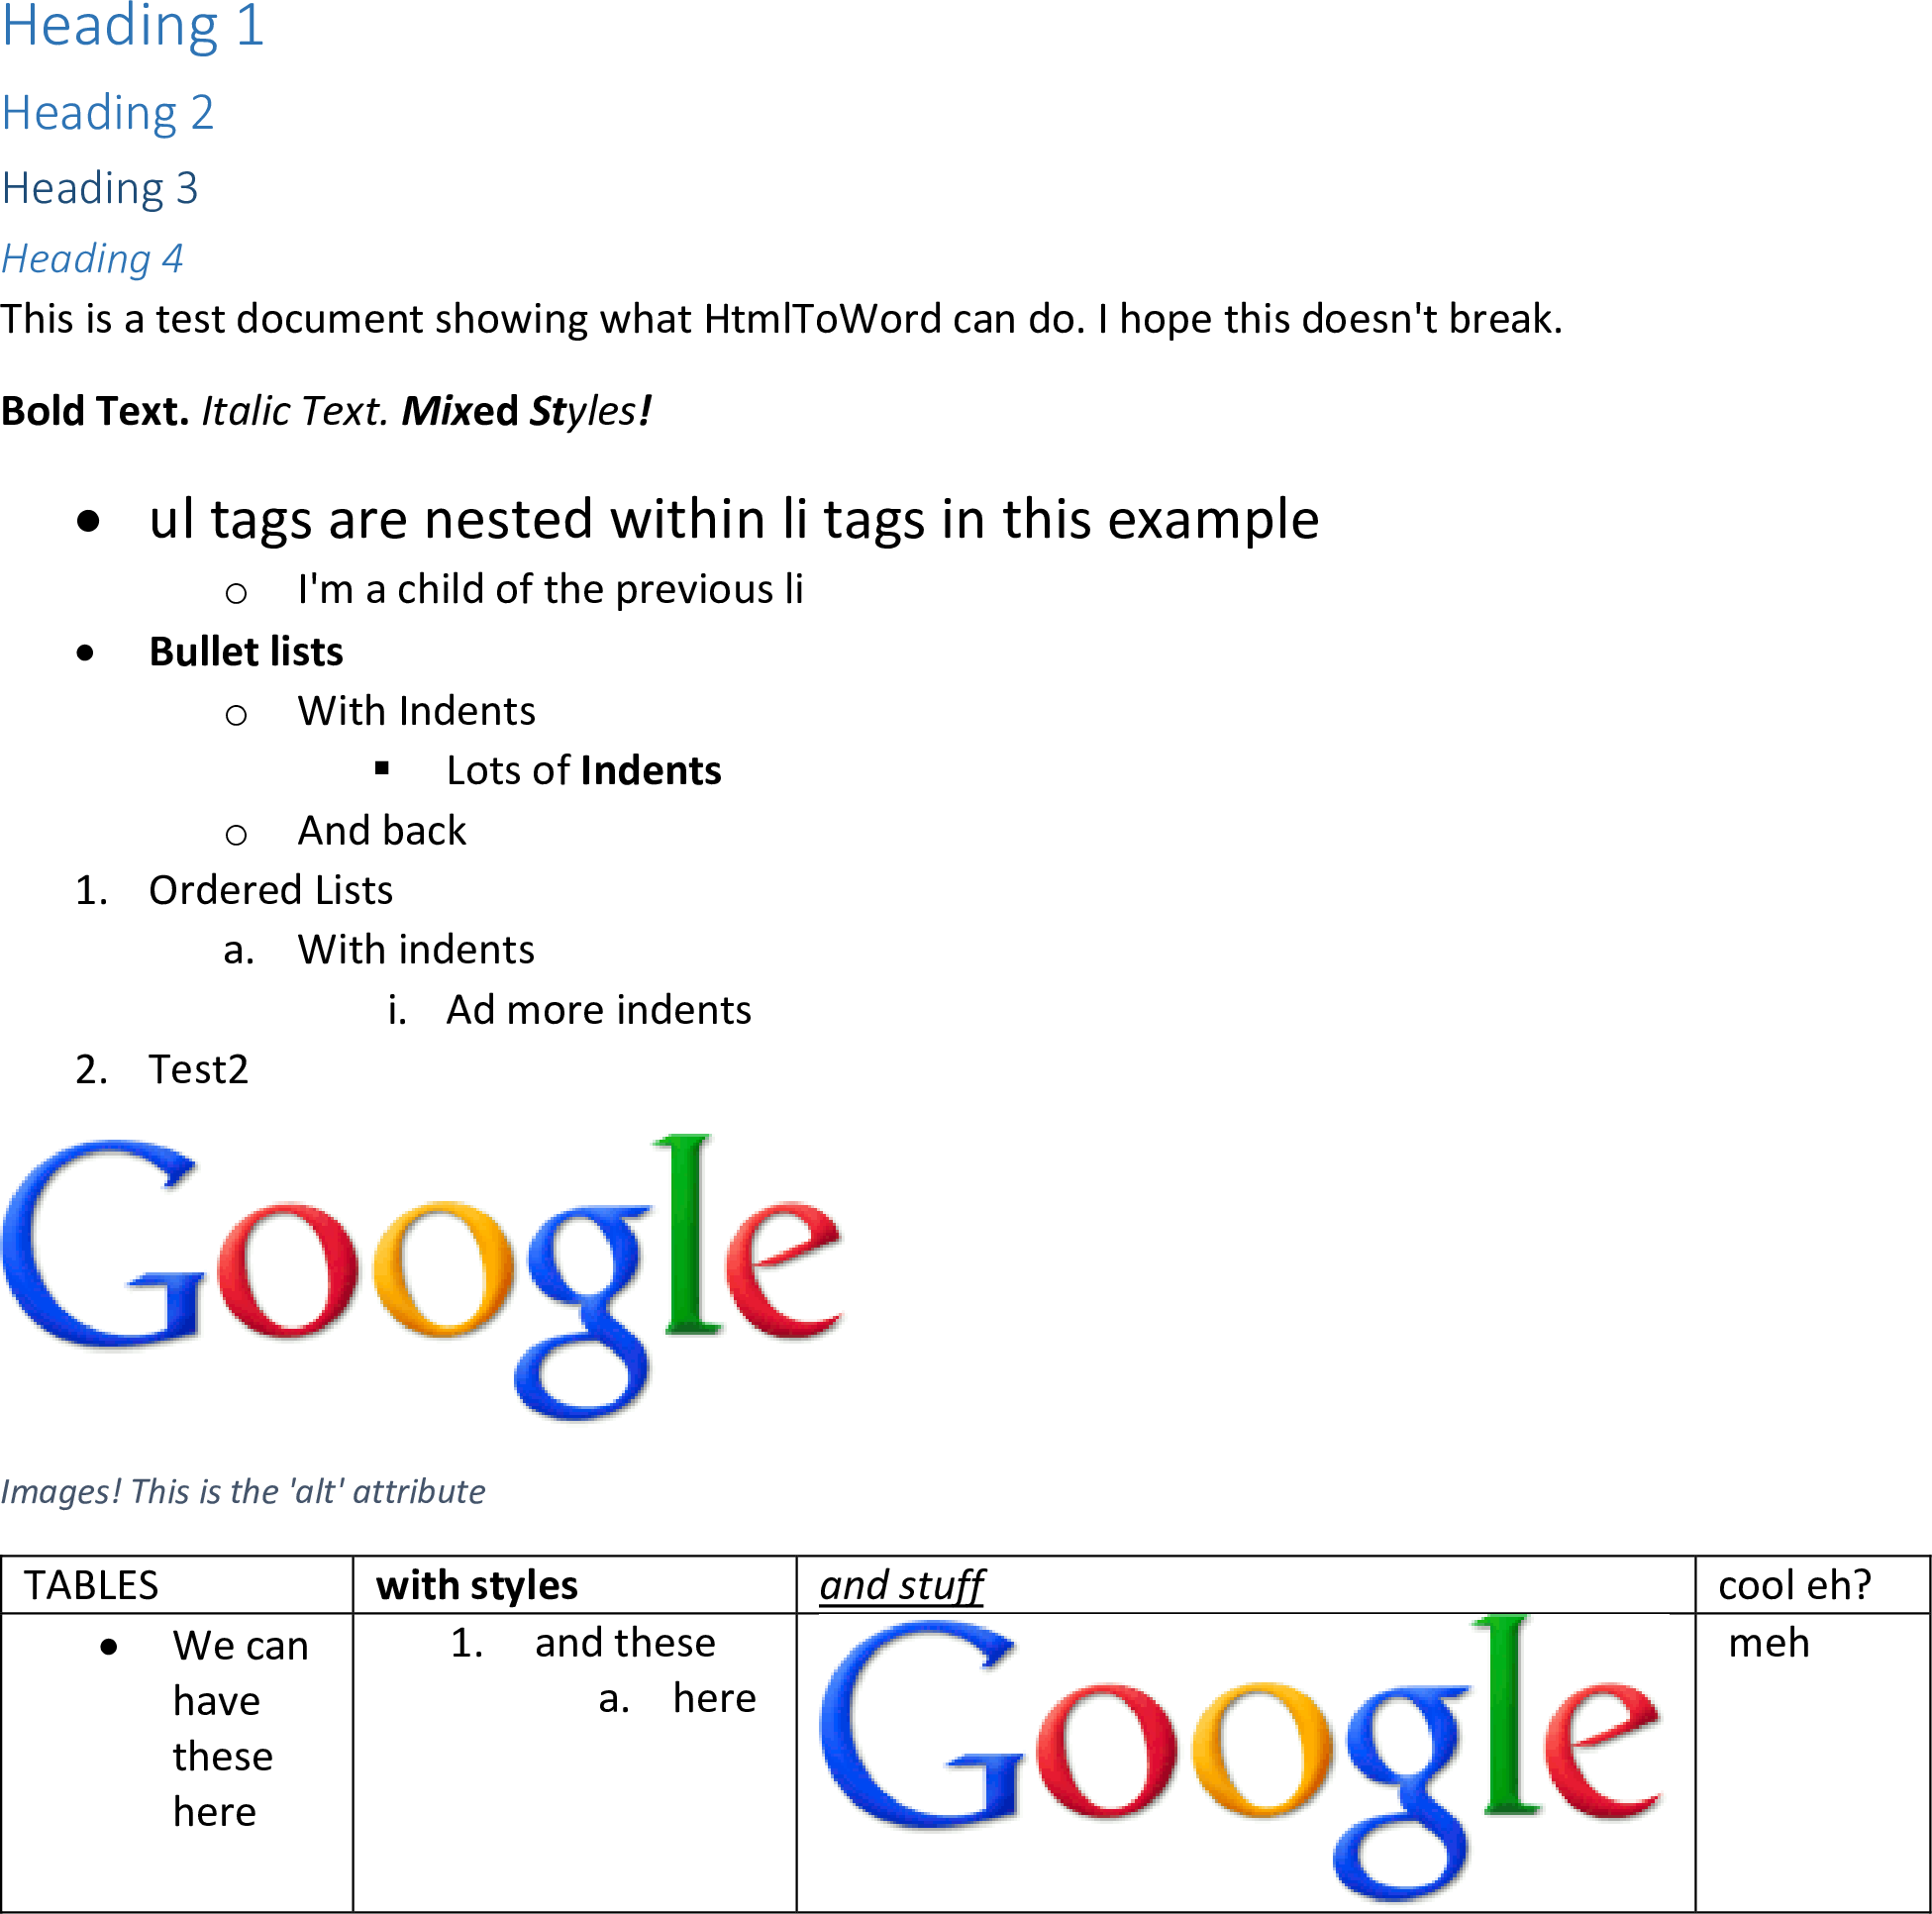 Heading 1
Heading 2
Heading 3
Heading 4
This is a test document showing what HtmlToWord can do. I hope this doesn't break.
Bold Text. Italic Text. Mixed Styles!
• ul tags are nested within li tags in this example
o I'm a child of the previous li
• Bullet lists
o With Indents
▪ Lots of Indents
o And back
1. Ordered Lists
a. With indents
i. Ad more indents
2. Test2
Google
Images! This is the 'alt' attribute
TABLES with styles and stuff cool eh?
• We can
have
these
here
1. and these
a. here
Google
meh